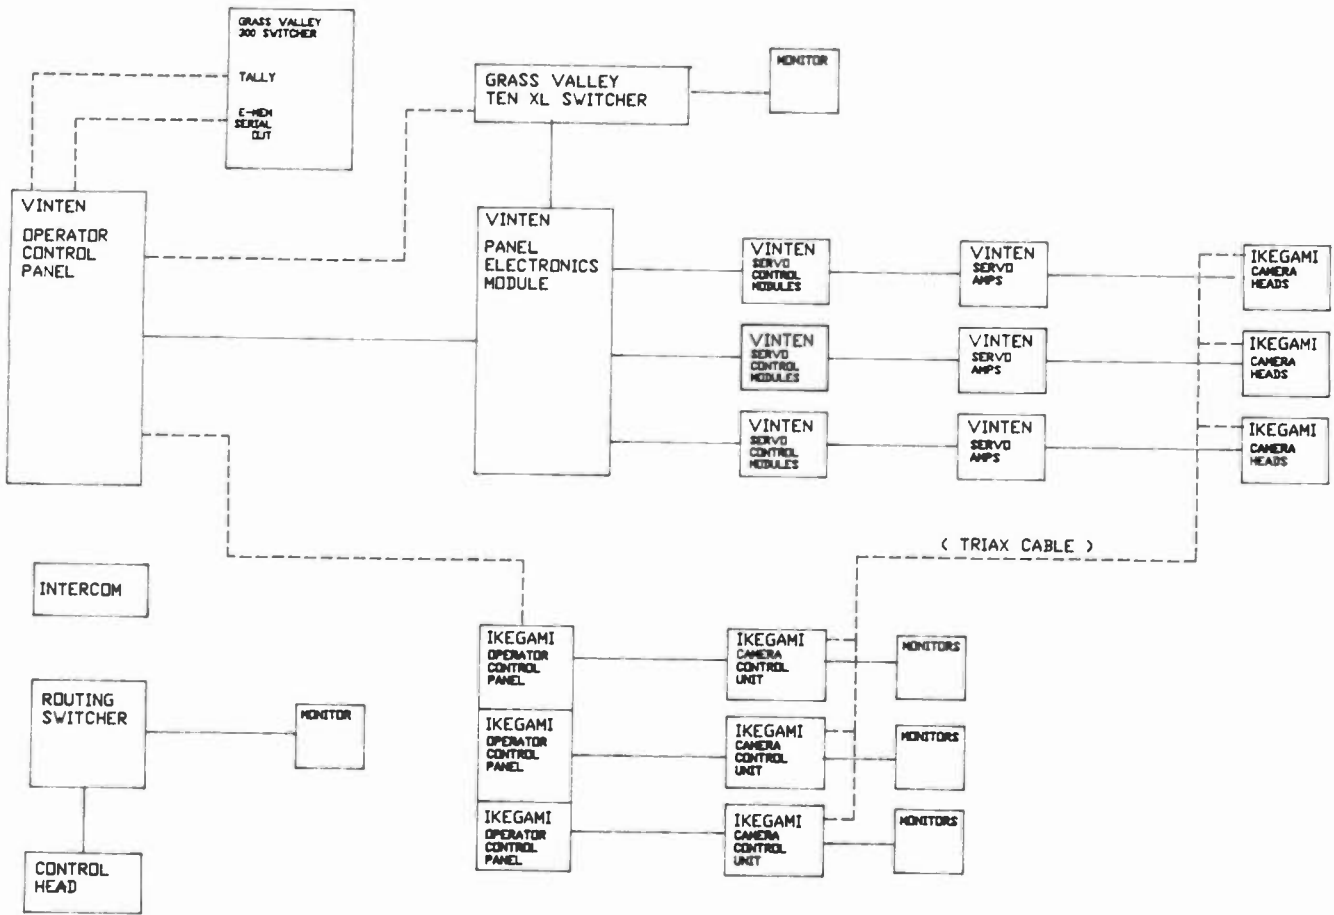 GRASS VALLEY
300 SWITCHER
TALLY
E-MEM
SERIAL
OUT
GRASS VALLEY
TEN XL SWITCHER
MONITOR
VINTEN
OPERATOR
CONTROL
PANEL
VINTEN
PANEL
ELECTRONICS
MODULE
VINTEN
SERVO
CONTROL
MODULES
VINTEN
SERVO
AMPS
IKEGAMI
CAMERA
HEADS
VINTEN
SERVO
CONTROL
MODULES
VINTEN
SERVO
AMPS
IKEGAMI
CAMERA
HEADS
VINTEN
SERVO
CONTROL
MODULES
VINTEN
SERVO
AMPS
IKEGAMI
CAMERA
HEADS
( TRIAX CABLE )
INTERCOM
IKEGAMI
OPERATOR
CONTROL
PANEL
IKEGAMI
CAMERA
CONTROL
UNIT
MONITORS
ROUTING
SWITCHER
MONITOR
IKEGAMI
OPERATOR
CONTROL
PANEL
IKEGAMI
CAMERA
CONTROL
UNIT
MONITORS
IKEGAMI
OPERATOR
CONTROL
PANEL
IKEGAMI
CAMERA
CONTROL
UNIT
MONITORS
CONTROL
HEAD